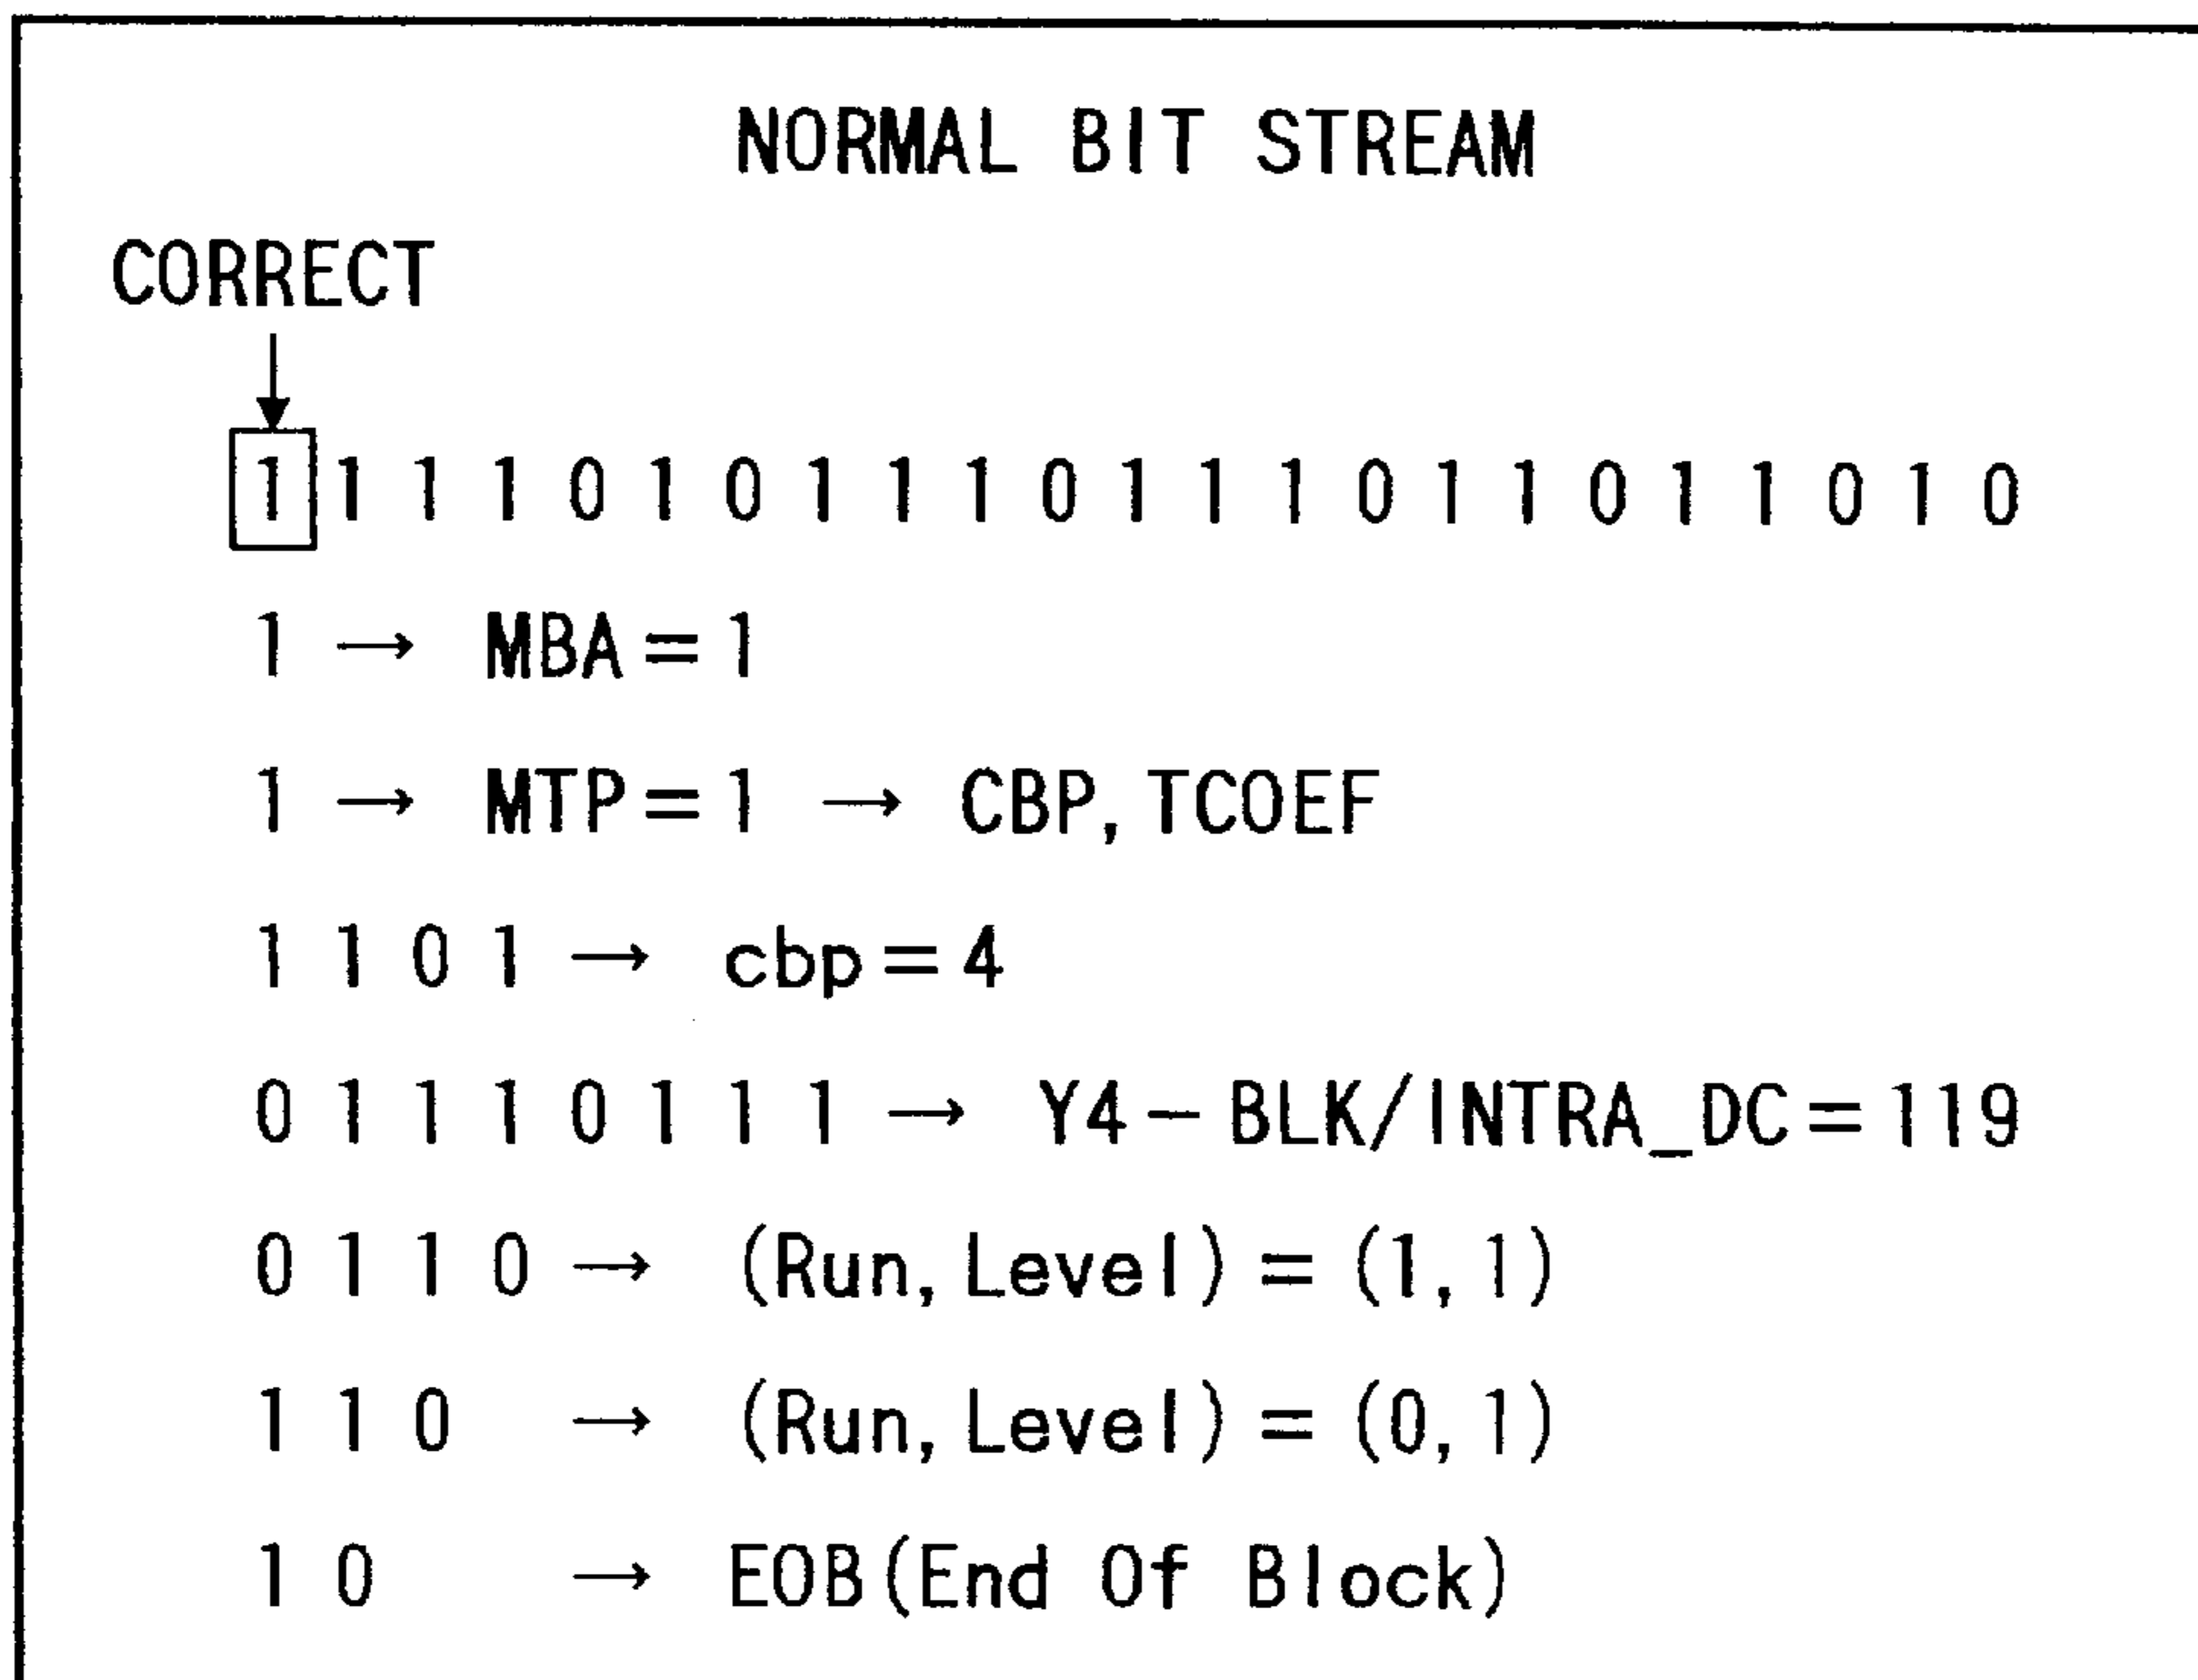 NORMAL BIT STREAM
CORRECT
1 1 1 1 0 1 0 1 1 1 0 1 1 1 0 1 1 0 1 1 0 1 0
1 → MBA=1
1 → MTP=1 → CBP, TCOEF
1 1 0 1 → cbp=4
0 1 1 1 0 1 1 1 → Y4-BLK/INTRA_DC=119
0 1 1 0 → (Run, Level)=(1, 1)
1 1 0 → (Run, Level)=(0, 1)
1 0 → EOB(End Of Block)